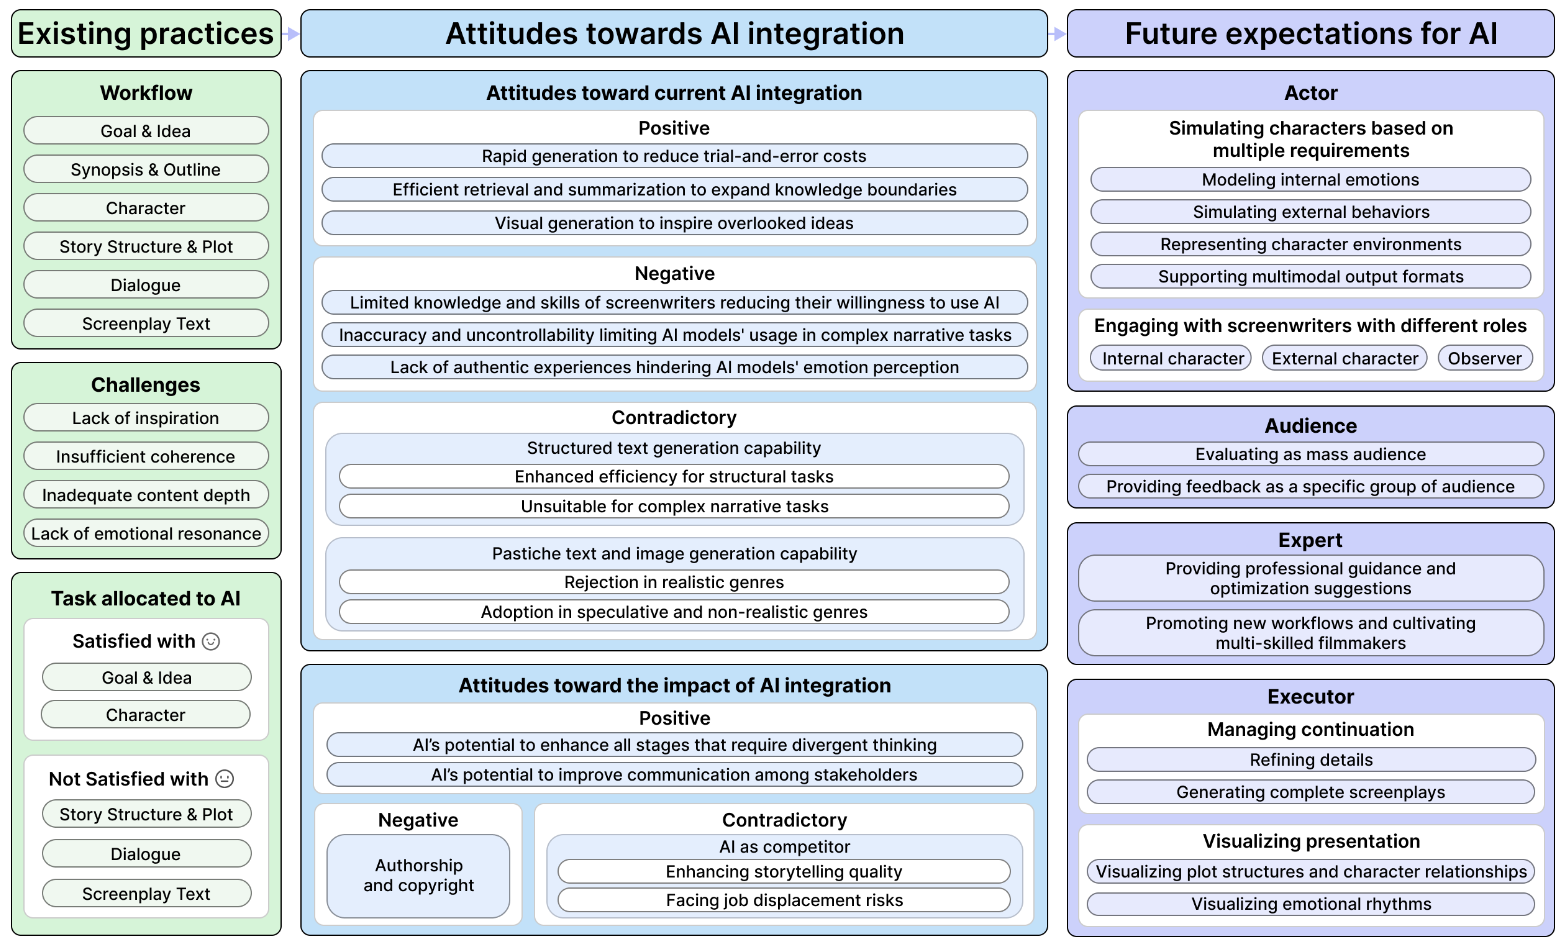 Existing practices
Attitudes towards AI integration
Future expectations for AI
Workflow
Goal & Idea
Synopsis & Outline
Character
Story Structure & Plot
Dialogue
Screenplay Text
Challenges
Lack of inspiration
Insufficient coherence
Inadequate content depth
Lack of emotional resonance
Task allocated to AI
Satisfied with
Goal & Idea
Character
Not Satisfied with
Story Structure & Plot
Dialogue
Screenplay Text
Attitudes toward current AI integration
Positive
Rapid generation to reduce trial-and-error costs
Efficient retrieval and summarization to expand knowledge boundaries
Visual generation to inspire overlooked ideas
Negative
Limited knowledge and skills of screenwriters reducing their willingness to use AI
Inaccuracy and uncontrollability limiting AI models' usage in complex narrative tasks
Lack of authentic experiences hindering AI models' emotion perception
Contradictory
Structured text generation capability
Enhanced efficiency for structural tasks
Unsuitable for complex narrative tasks
Pastiche text and image generation capability
Rejection in realistic genres
Adoption in speculative and non-realistic genres
Attitudes toward the impact of AI integration
Positive
AI’s potential to enhance all stages that require divergent thinking
AI’s potential to improve communication among stakeholders
Negative
Authorship
and copyright
Contradictory
AI as competitor
Enhancing storytelling quality
Facing job displacement risks
Actor
Simulating characters based on
multiple requirements
Modeling internal emotions
Simulating external behaviors
Representing character environments
Supporting multimodal output formats
Engaging with screenwriters with different roles
Internal character
External character
Observer
Audience
Evaluating as mass audience
Providing feedback as a specific group of audience
Expert
Providing professional guidance and
optimization suggestions
Promoting new workflows and cultivating
multi-skilled filmmakers
Executor
Managing continuation
Refining details
Generating complete screenplays
Visualizing presentation
Visualizing plot structures and character relationships
Visualizing emotional rhythms